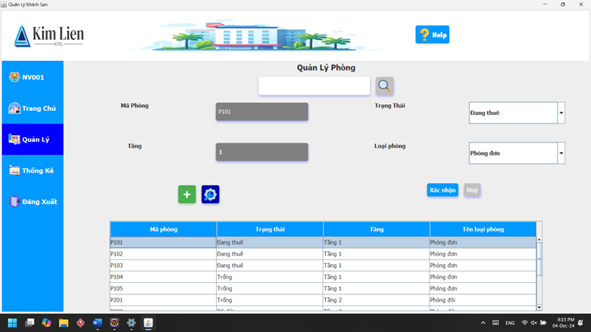 Quản Lý Khách Sạn
Kim Lien
HOTEL
Help
NV001
Trang Chủ
Quản Lý
Thống Kê
Đăng Xuất
Quản Lý Phòng
Mã Phòng
P101
Trạng Thái
Đang thuê
Tầng
1
Loại phòng
Phòng đơn
Xác nhận
Huỷ
Mã phòng Trạng thái Tầng Tên loại phòng
P101 Đang thuê Tầng 1 Phòng đơn
P102 Đang thuê Tầng 1 Phòng đơn
P103 Đang thuê Tầng 1 Phòng đơn
P104 Trống Tầng 1 Phòng đơn
P105 Trống Tầng 1 Phòng đơn
P201 Trống Tầng 2 Phòng đôi
ENG
8:15 PM
04-Dec-24